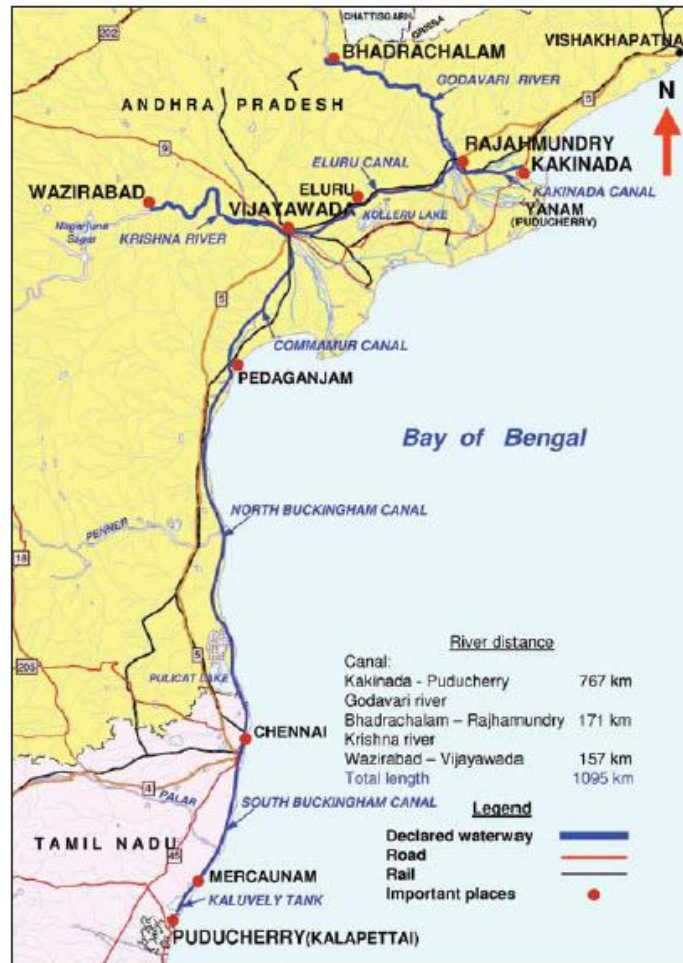 CHATTISGARH
ORISSA
202
BHADRACHALAM
VISHAKHAPATNA
GODAVARI RIVER
N
ANDHRA PRADESH
5
9
RAJAHMUNDRY
ELURU CANAL
KAKINADA
WAZIRABAD
ELURU
KAKINADA CANAL
VIJAYAWADA
KOLLERU LAKE
YANAM
(PUDUCHERRY)
Nagarjuna
Sagar
KRISHNA RIVER
5
COMMAMUR CANAL
PEDAGANJAM
Bay of Bengal
NORTH BUCKINGHAM CANAL
PENNER
18
River distance
Canal:
205
5
Kakinada - Puducherry 767 km
PULICAT LAKE
Godavari river
Bhadrachalam – Rajhamundry 171 km
CHENNAI
Krishna river
Wazirabad – Vijayawada 157 km
Total length 1095 km
4
PALAR
SOUTH BUCKINGHAM CANAL
Legend
TAMIL NADU
Declared waterway
45
Road
Rail
MERCAUNAM
Important places
KALUVELY TANK
PUDUCHERRY(KALAPETTAI)